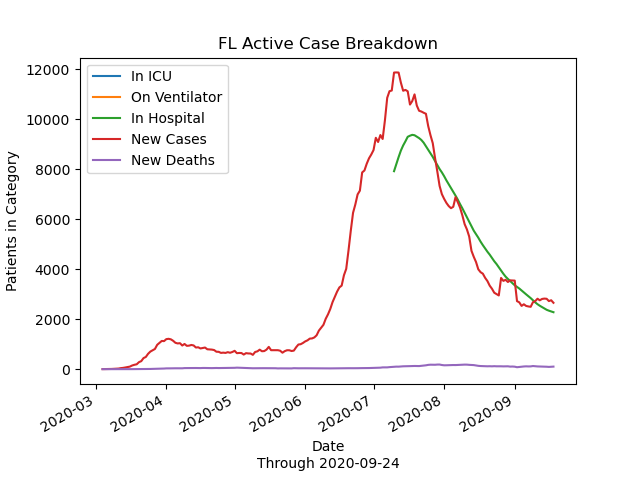 FL Active Case Breakdown
In ICU
On Ventilator
In Hospital
New Cases
New Deaths
Patients in Category
12000
10000
8000
6000
4000
2000
0
2020-03
2020-04
2020-05
2020-06
2020-07
2020-08
2020-09
Date
Through 2020-09-24